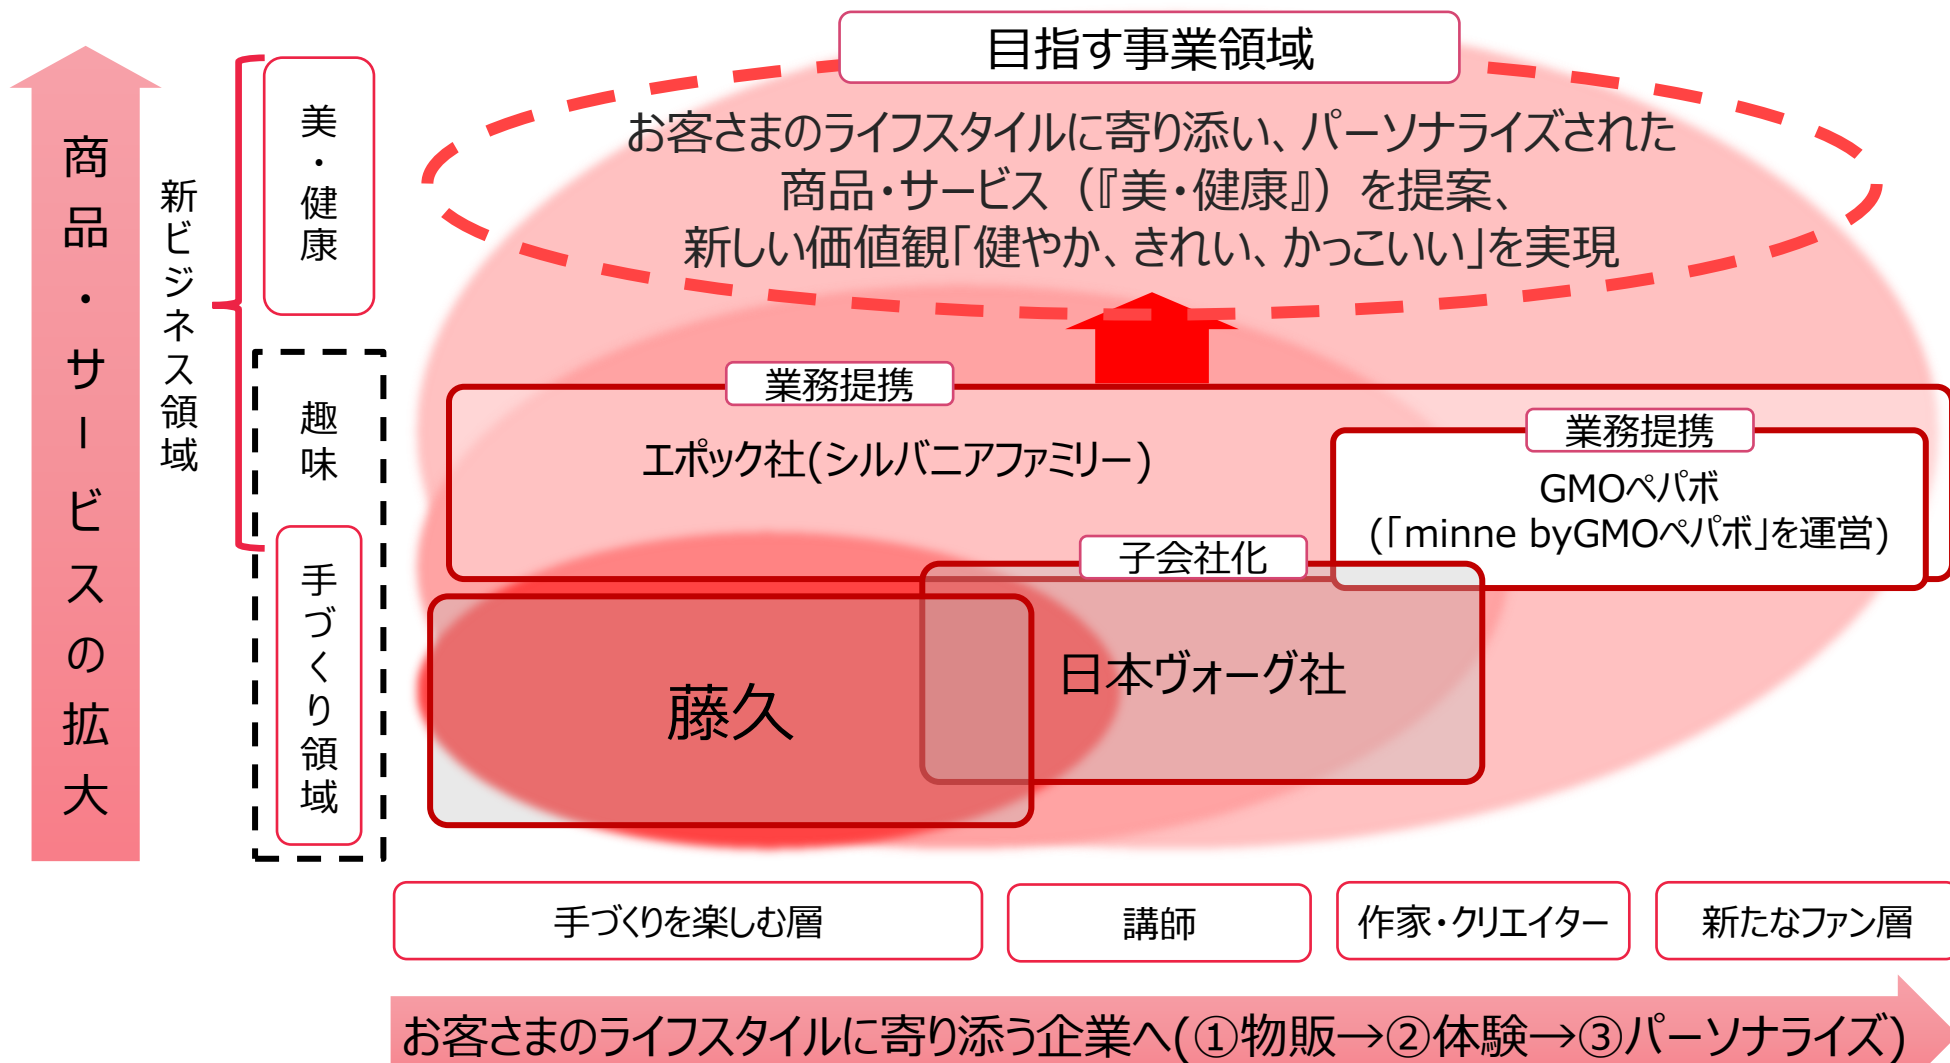 目指す事業領域
お客さまのライフスタイルに寄り添い、パーソナライズされた
商品・サービス（『美・健康』）を提案、
新しい価値観「健やか、きれい、かっこいい」を実現
商品・サービスの拡大
新ビジネス領域
美・健康
趣味
手づくり領域
業務提携
エポック社(シルバニアファミリー)
業務提携
GMOペパボ
(「minne byGMOペパボ」を運営)
子会社化
日本ヴォーグ社
藤久
手づくりを楽しむ層
講師
作家・クリエイター
新たなファン層
お客さまのライフスタイルに寄り添う企業へ(①物販→②体験→③パーソナライズ)